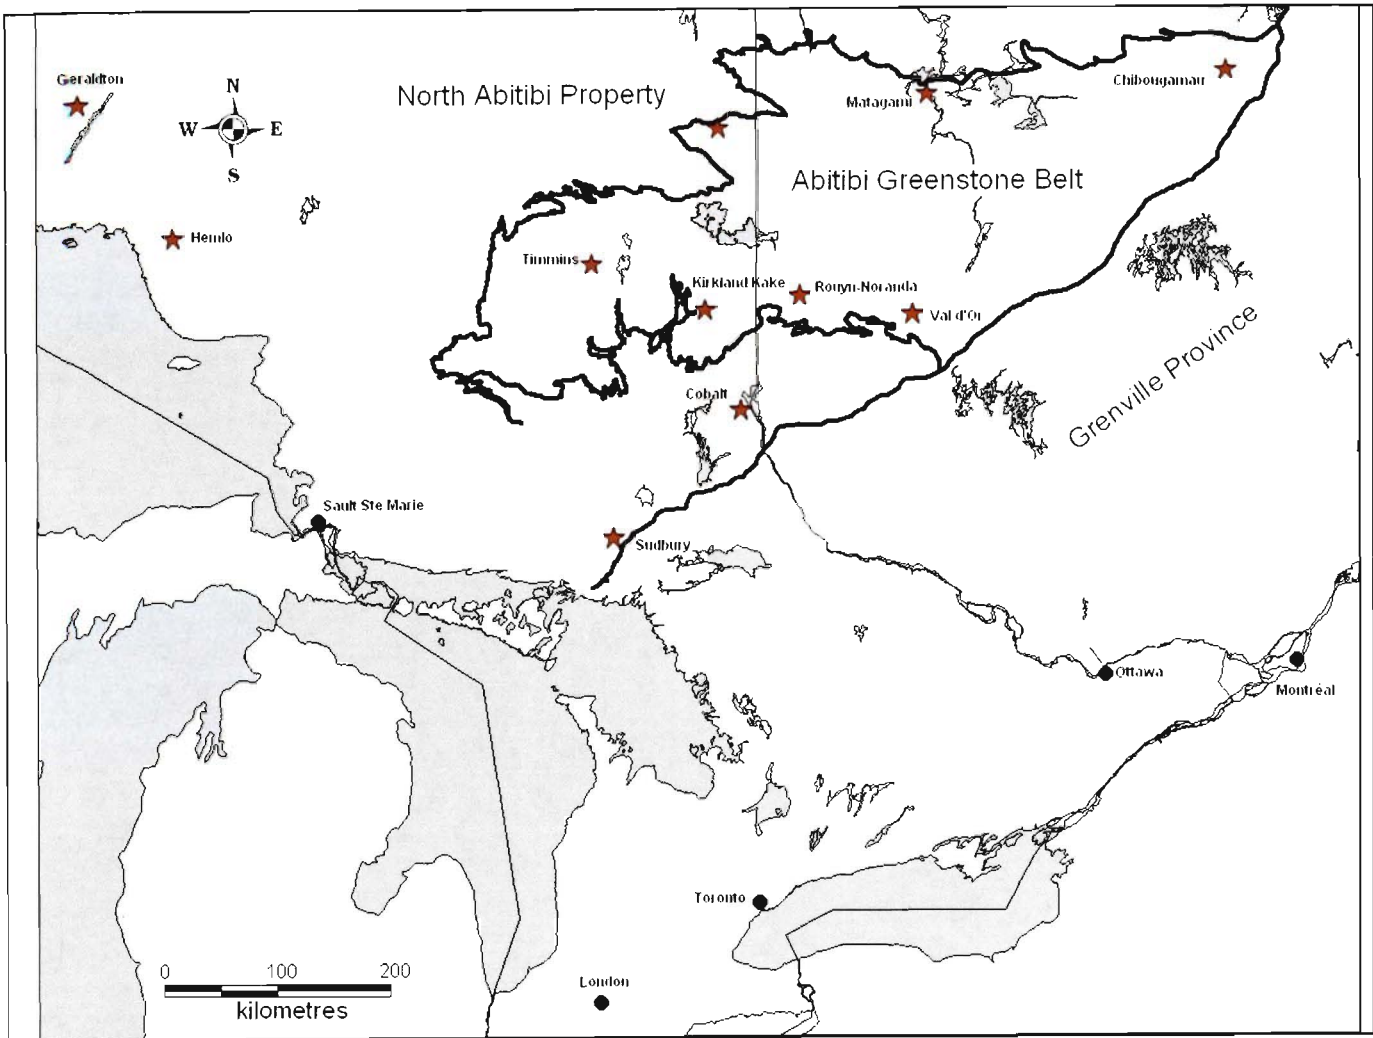 Geraldton
N
W
E
S
North Abitibi Property
Chibougamau
Matagami
Abitibi Greenstone Belt
Hemlo
Timmins
Kirkland Kake
Rouyn-Noranda
Val d'Or
Grenville Province
Cobalt
Sault Ste Marie
Sudbury
Ottawa
Montréal
Toronto
London
0 100 200
kilometres